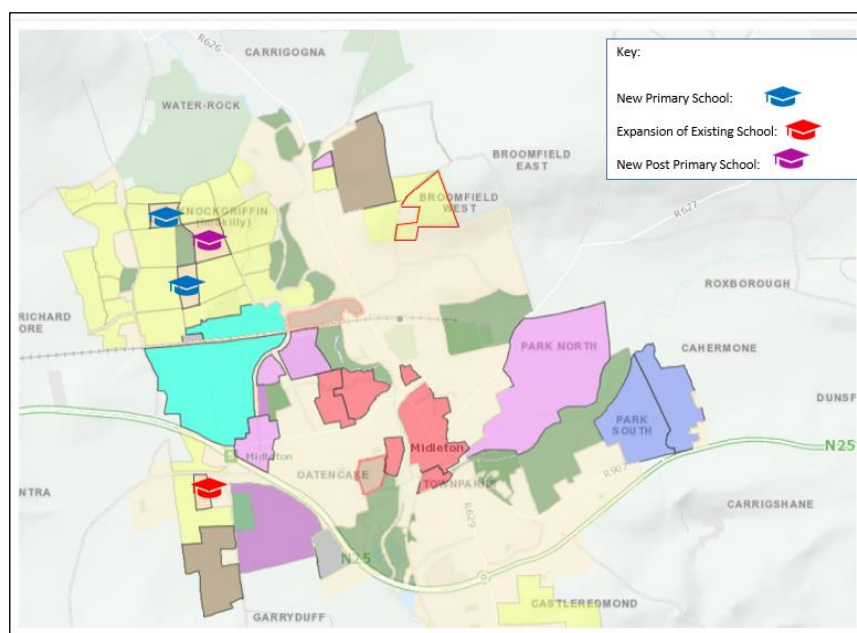 Key:
New Primary School:
Expansion of Existing School:
New Post Primary School:
R626
CARRIGOGNA
WATER-ROCK
BROOMFIELD
EAST
BROOMFIELD
WEST
KNOCKGRIFFIN
R627
ROXBOROUGH
RICHARD
ORE
PARK NORTH
CAHERMONE
DUNSF
PARK
SOUTH
Midleton
Midleton
N25
OATENCAKE
TOWNPARK
R907
NTRA
R629
CARRIGSHANE
N25
CASTLEREDMOND
GARRYDUFF